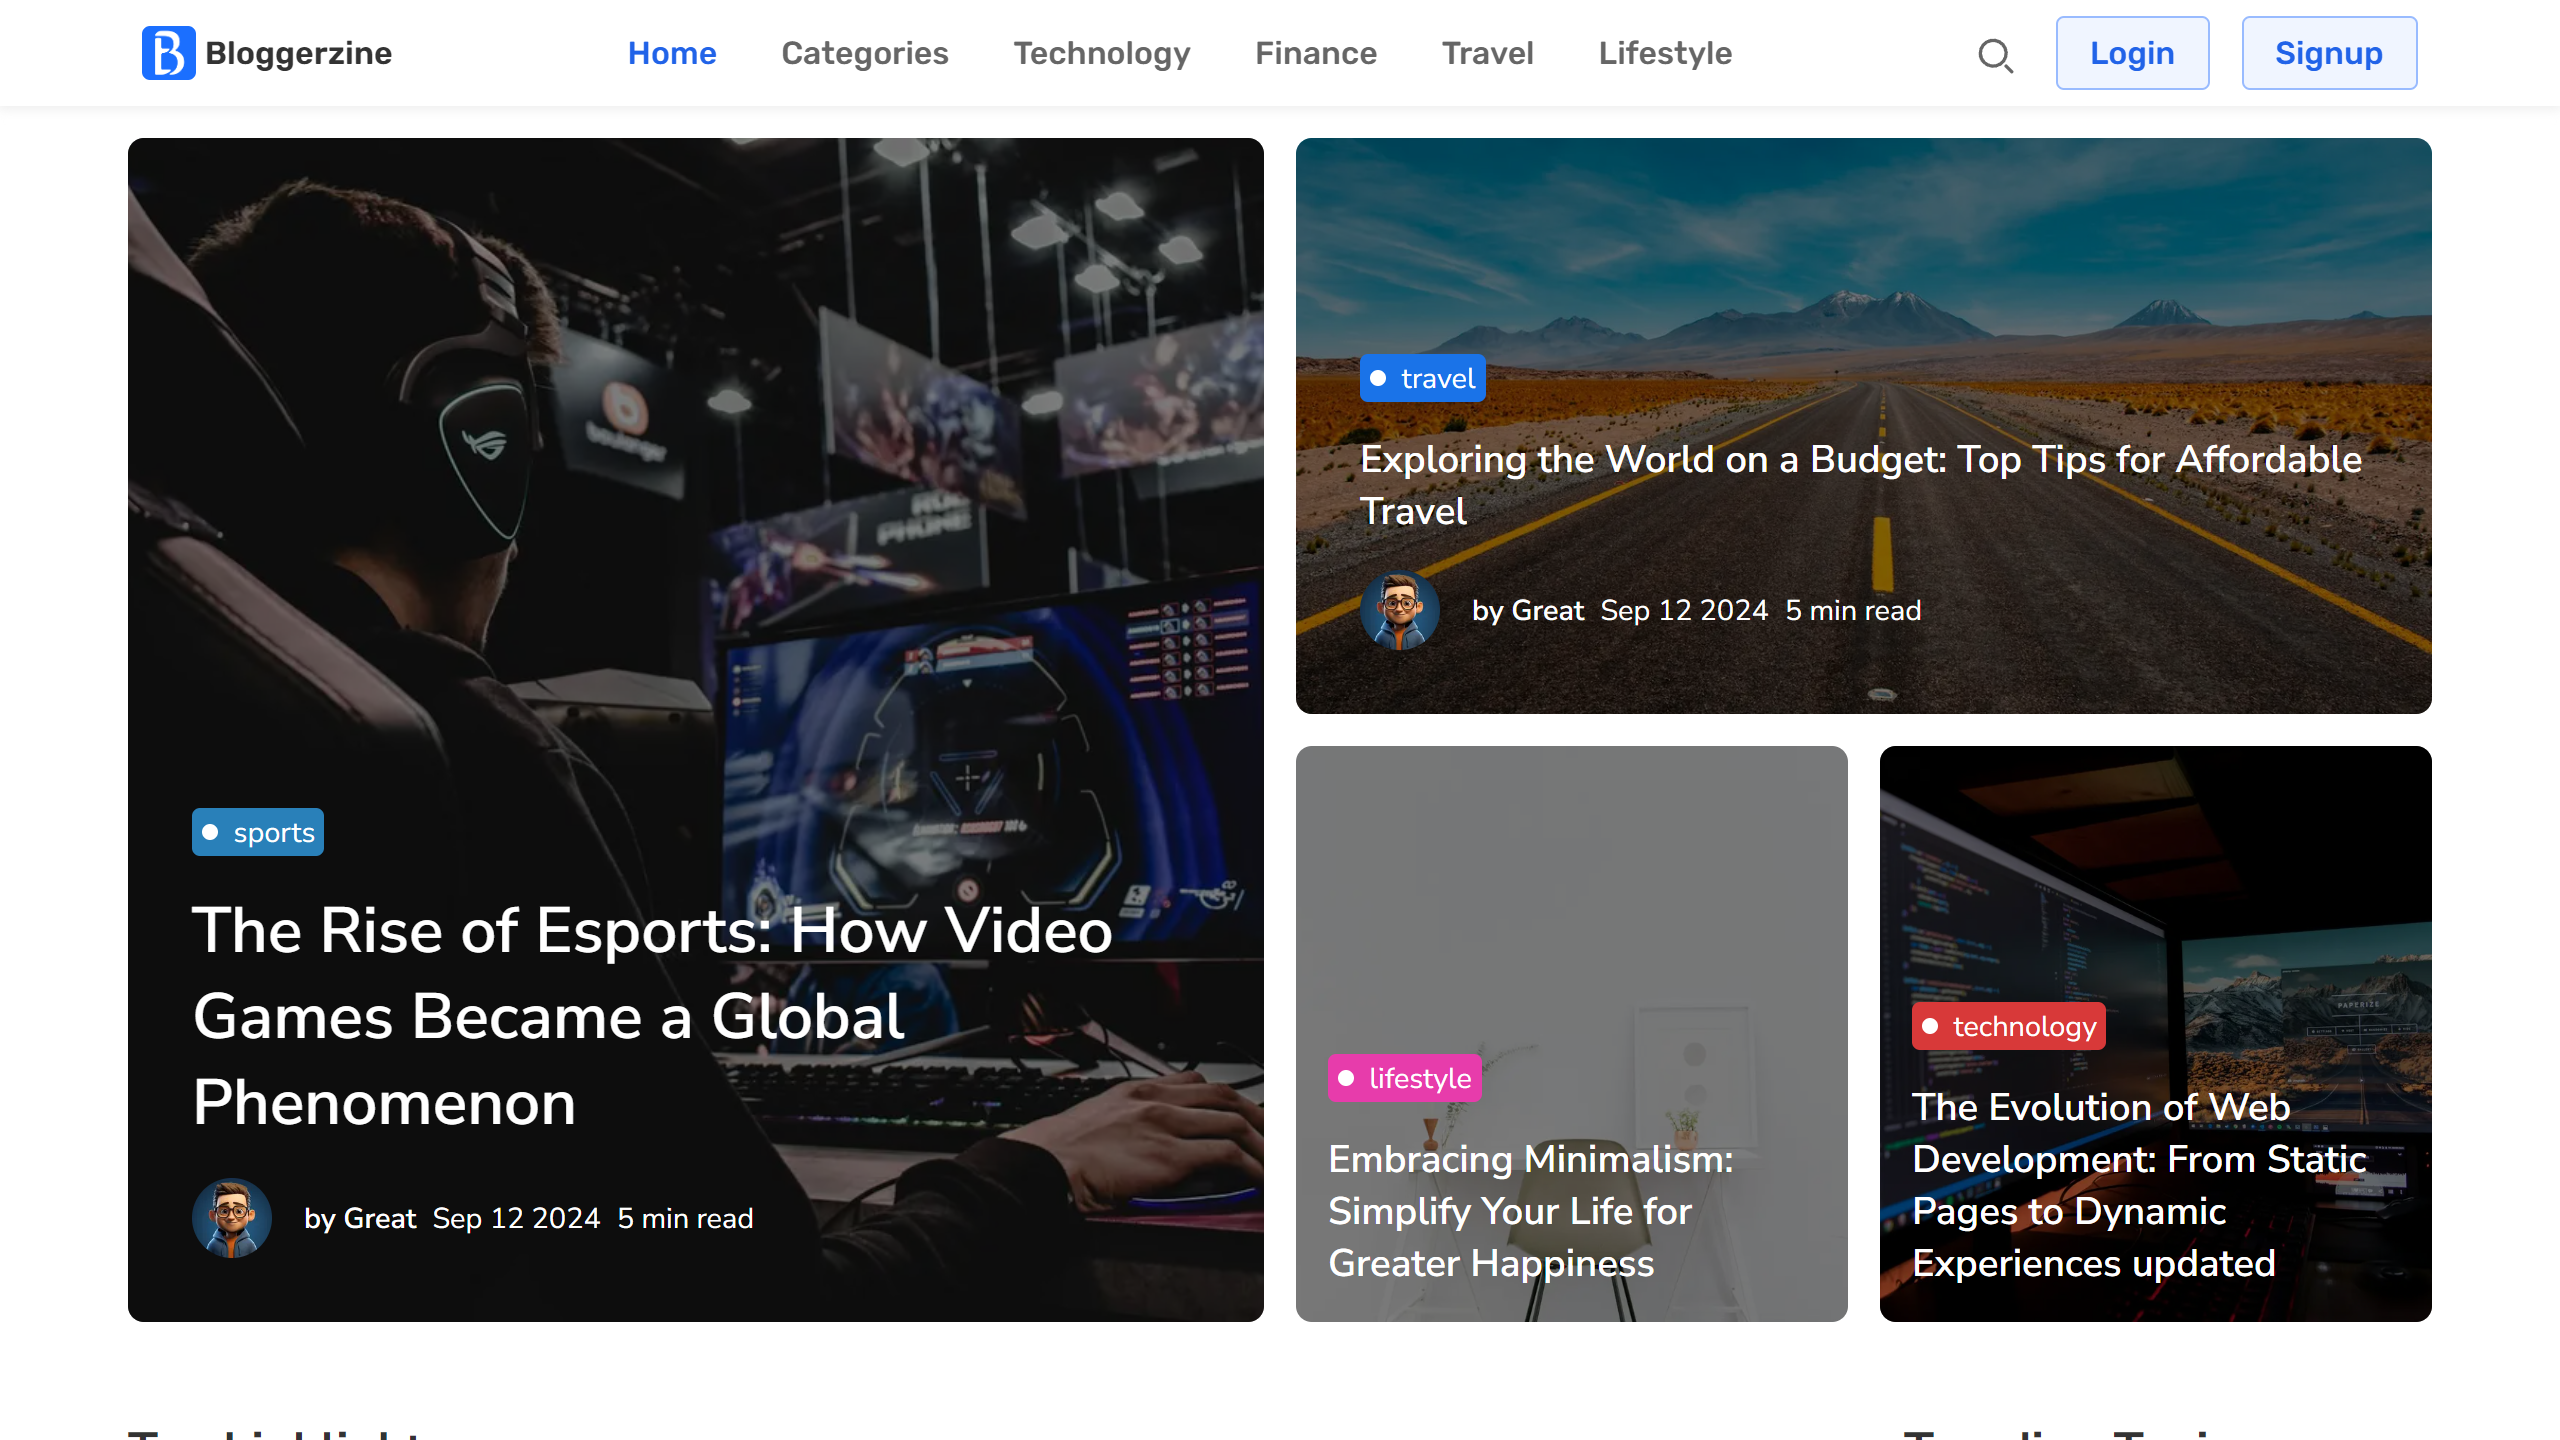 Bloggerzine
Home
Categories
Technology
Finance
Travel
Lifestyle
Login
Signup
sports
The Rise of Esports: How Video
Games Became a Global
Phenomenon
by Great Sep 12 2024 5 min read
travel
Exploring the World on a Budget: Top Tips for Affordable
Travel
by Great Sep 12 2024 5 min read
lifestyle
Embracing Minimalism:
Simplify Your Life for
Greater Happiness
technology
The Evolution of Web
Development: From Static
Pages to Dynamic
Experiences updated
PAPERIZE